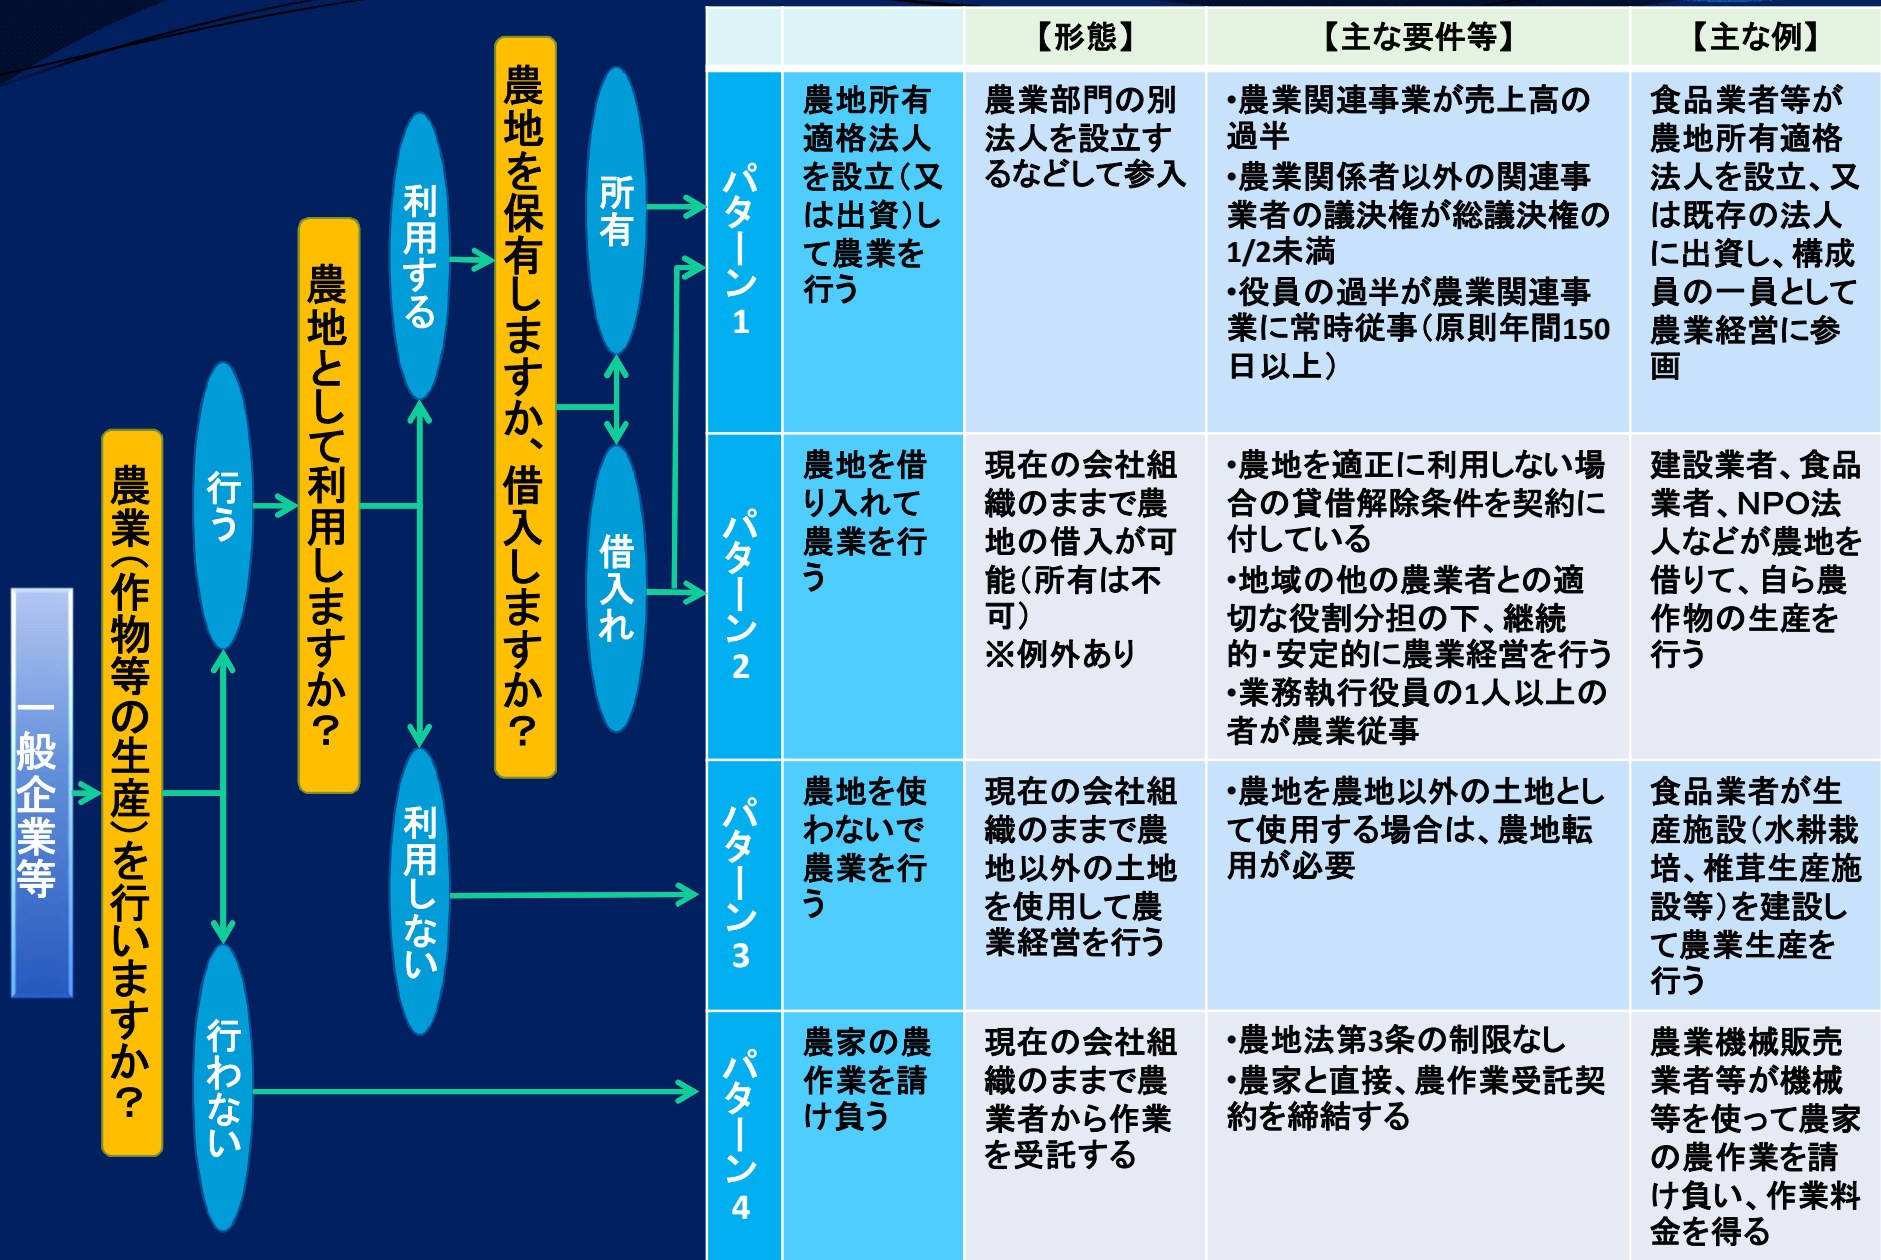 一般企業等
農業（作物等の生産）を行いますか？
行う
行わない
農地として利用しますか？
利用する
利用しない
農地を保有しますか、借入しますか？
所有
借入れ
【形態】
【主な要件等】
【主な例】
パターン1
農地所有
適格法人
を設立（又
は出資）し
て農業を
行う
農業部門の別
法人を設立す
るなどして参入
・農業関連事業が売上高の
過半
・農業関係者以外の関連事
業者の議決権が総議決権の
1/2未満
・役員の過半が農業関連事
業に常時従事（原則年間150
日以上）
食品業者等が
農地所有適格
法人を設立、又
は既存の法人
に出資し、構成
員の一員として
農業経営に参
画
パターン2
農地を借
り入れて
農業を行
う
現在の会社組
織のままで農
地の借入が可
能（所有は不
可）
※例外あり
・農地を適正に利用しない場
合の貸借解除条件を契約に
付している
・地域の他の農業者との適
切な役割分担の下、継続
的・安定的に農業経営を行う
・業務執行役員の1人以上の
者が農業従事
建設業者、食品
業者、NPO法
人などが農地を
借りて、自ら農
作物の生産を
行う
パターン3
農地を使
わないで
農業を行
う
現在の会社組
織のままで農
地以外の土地
を使用して農
業経営を行う
・農地を農地以外の土地とし
て使用する場合は、農地転
用が必要
食品業者が生
産施設（水耕栽
培、椎茸生産施
設等）を建設し
て農業生産を
行う
パターン4
農家の農
作業を請
け負う
現在の会社組
織のままで農
業者から作業
を受託する
・農地法第3条の制限なし
・農家と直接、農作業受託契
約を締結する
農業機械販売
業者等が機械
等を使って農家
の農作業を請
け負い、作業料
金を得る